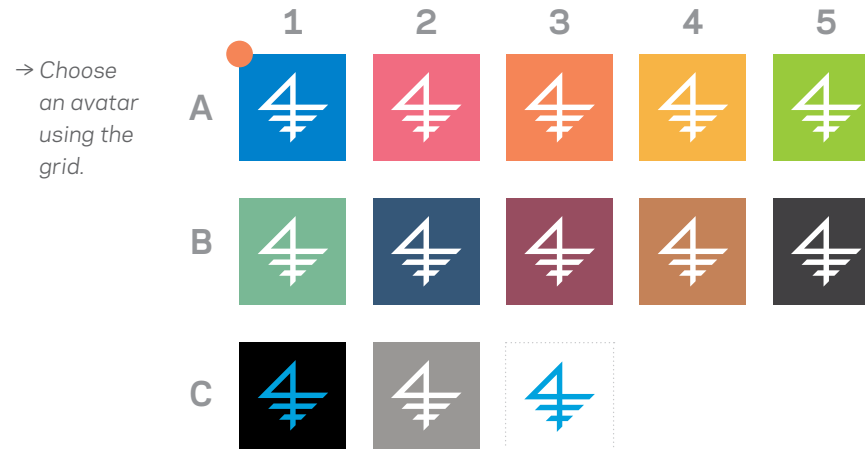 1 2 3 4 5
→ Choose
an avatar
using the
grid.
A
B
C